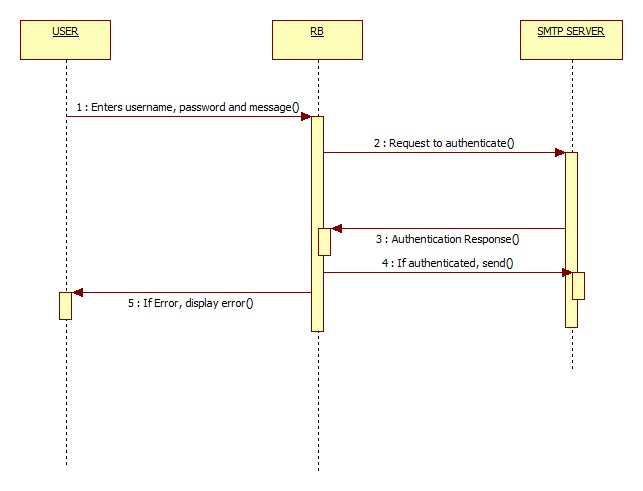 USER
RB
SMTP SERVER
1 : Enters username, password and message()
2 : Request to authenticate()
3 : Authentication Response()
4 : If authenticated, send()
5 : If Error, display error()